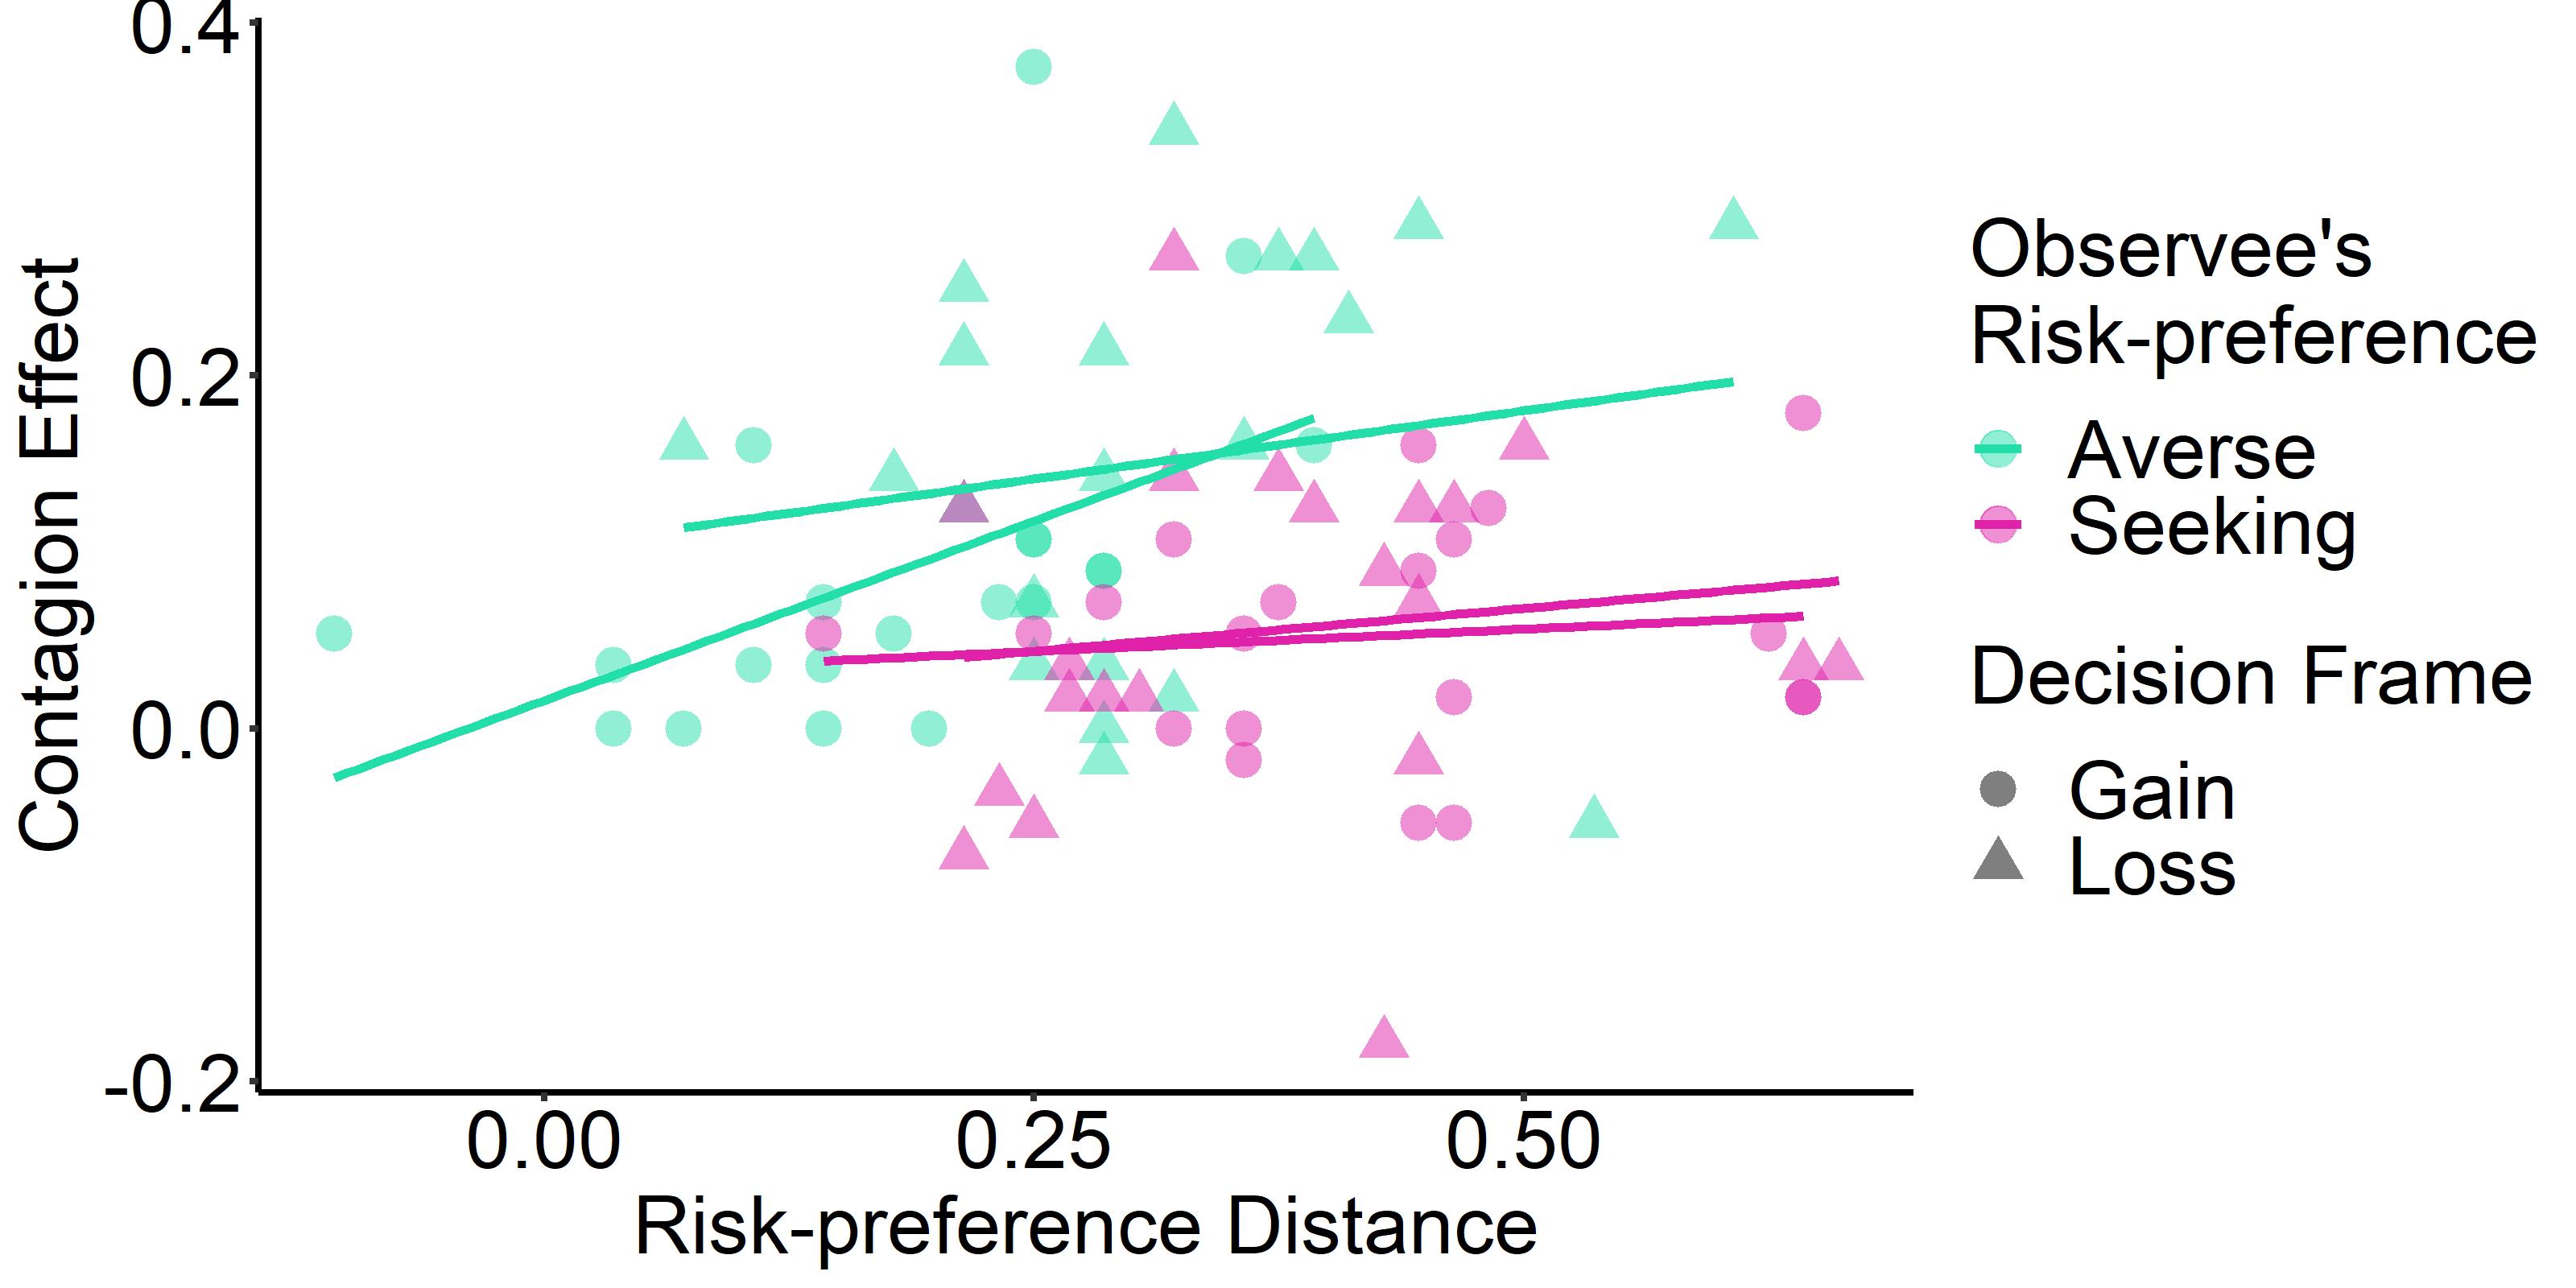 0.4
0.2
0.0
-0.2
Contagion Effect
0.00
0.25
0.50
Risk-preference Distance
Observee's
Risk-preference
Averse
Seeking
Decision Frame
Gain
Loss